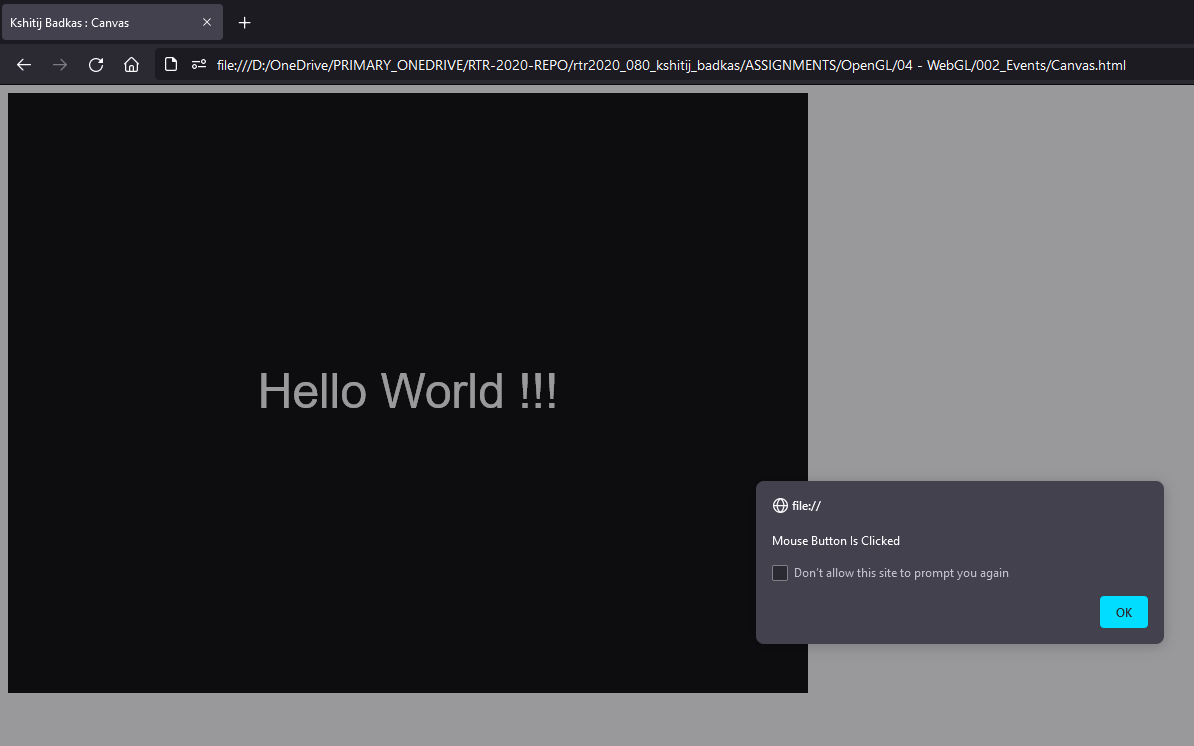 Kshitij Badkas : Canvas
file:///D:/OneDrive/PRIMARY_ONEDRIVE/RTR-2020-REPO/rtr2020_080_kshitij_badkas/ASSIGNMENTS/OpenGL/04 - WebGL/002_Events/Canvas.html
Hello World !!!
file://
Mouse Button Is Clicked
Don't allow this site to prompt you again
OK